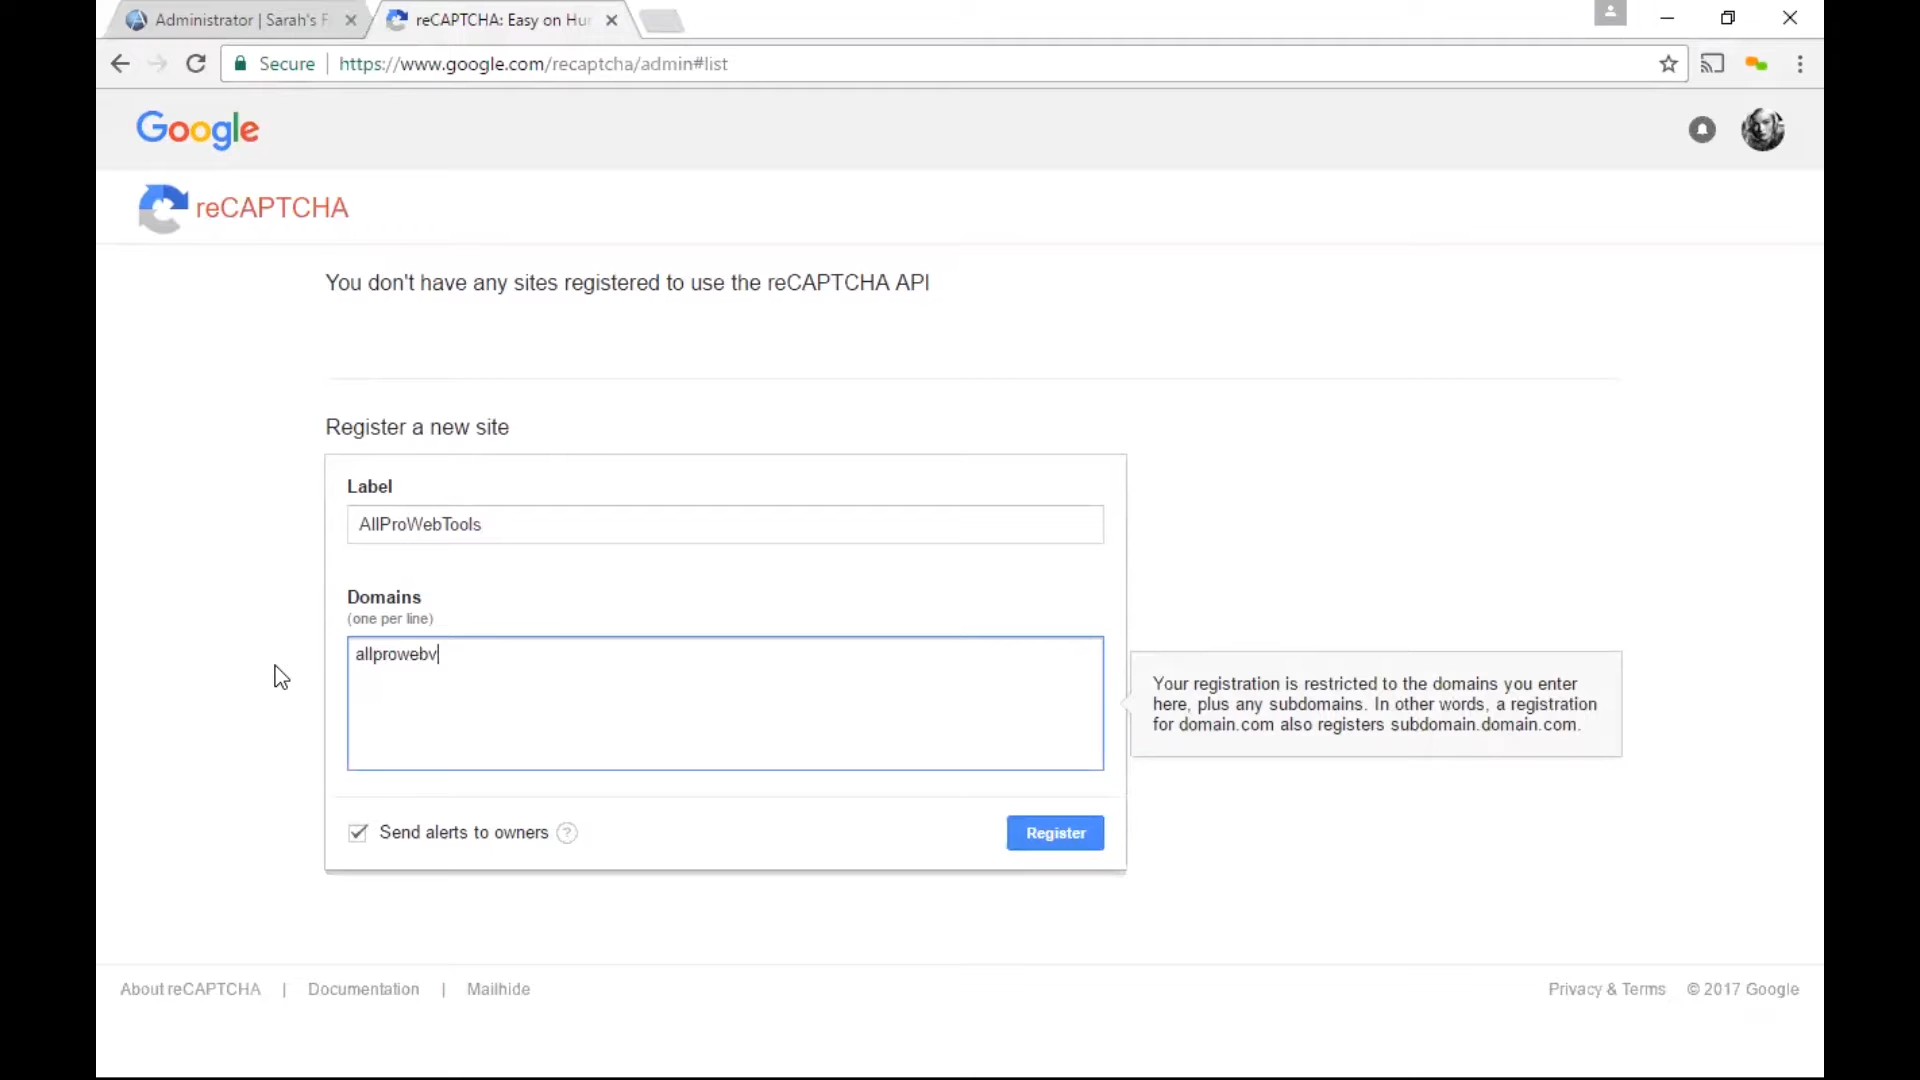 Administrator | Sarah's F
reCAPTCHA: Easy on Hu
Secure
https://www.google.com/recaptcha/admin#list
Google
reCAPTCHA
You don't have any sites registered to use the reCAPTCHA API
Register a new site
Label
AllProWebTools
Domains
(one per line)
allprowebv
Your registration is restricted to the domains you enter
here, plus any subdomains. In other words, a registration
for domain.com also registers subdomain.domain.com.
Send alerts to owners ?
Register
About reCAPTCHA | Documentation | Mailhide
Privacy & Terms © 2017 Google